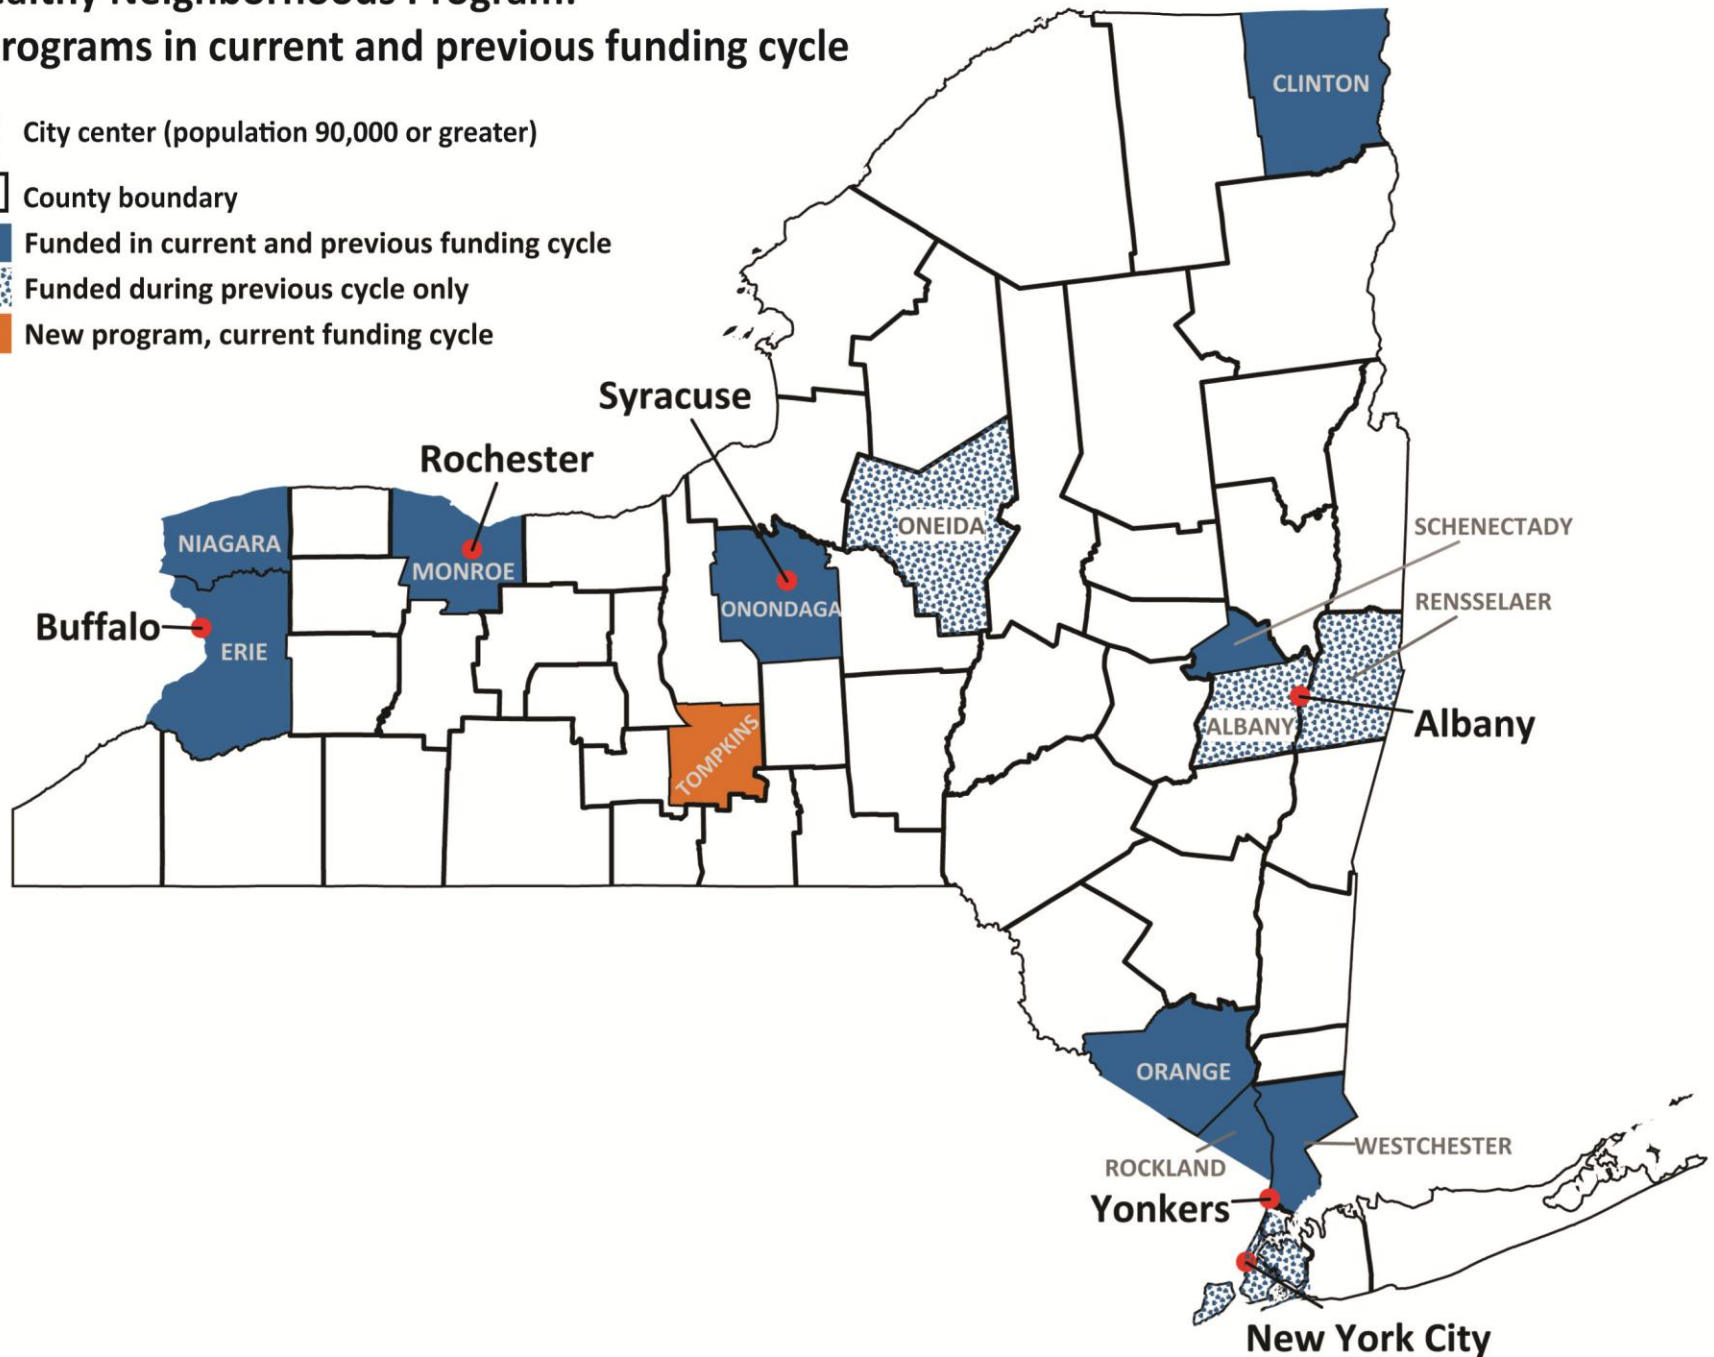 Neighborhoods Program:
rograms in current and previous funding cycle
City center (population 90,000 or greater)
County boundary
Funded in current and previous funding cycle
Funded during previous cycle only
New program, current funding cycle
CLINTON
Syracuse
Rochester
ONEIDA
SCHENECTADY
NIAGARA
MONROE
ONONDAGA
RENSSELAER
Buffalo
ERIE
ALBANY
Albany
TOMPKINS
ORANGE
WESTCHESTER
ROCKLAND
Yonkers
New York City